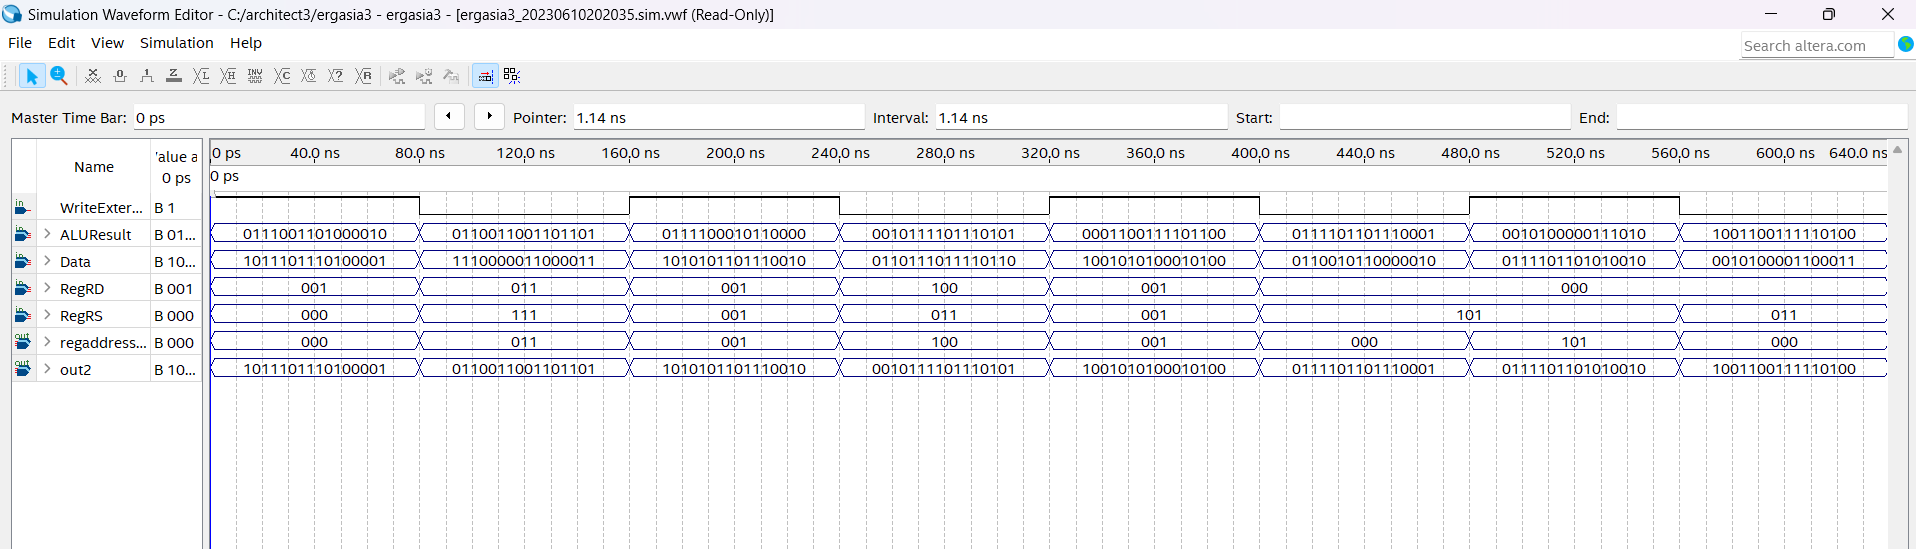 Simulation Waveform Editor - C:/architect3/ergasia3 - ergasia3 - [ergasia3_20230610202035.sim.vwf (Read-Only)]
File Edit View Simulation Help
Search altera.com
Master Time Bar: 0 ps Pointer: 1.14 ns Interval: 1.14 ns Start: End:
Name 'alue a 0 ps
0 ps 40.0 ns 80.0 ns 120.0 ns 160.0 ns 200.0 ns 240.0 ns 280.0 ns 320.0 ns 360.0 ns 400.0 ns 440.0 ns 480.0 ns 520.0 ns 560.0 ns 600.0 ns 640.0 ns
0 ps
WriteExter... B 1
ALUResult B 01... 0111001101000010 0110011001101101 0111100010110000 0010111101110101 0001100111101100 0111101101110001 0010100000111010 1001100111110100
Data B 10... 1011101110100001 1110000011000011 1010101101110010 0110111011110110 1001010100010100 0110010110000010 0111101101010010 0010100001100011
RegRD B 001 001 011 001 100 001 000
RegRS B 000 000 111 001 011 001 101 011
regaddress... B 000 000 011 001 100 001 000 101 000
out2 B 10... 1011101110100001 0110011001101101 1010101101110010 0010111101110101 1001010100010100 0111101101110001 0111101101010010 1001100111110100